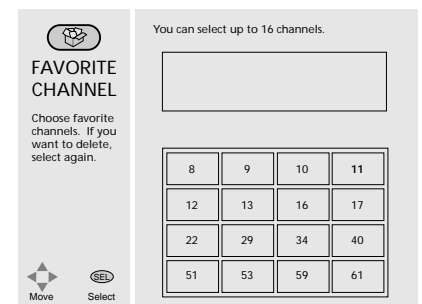 FAVORITE
CHANNEL
Choose favorite
channels. If you
want to delete,
select again.
Move
SEL
Select
You can select up to 16 channels.
8 9 10 11
12 13 16 17
22 29 34 40
51 53 59 61